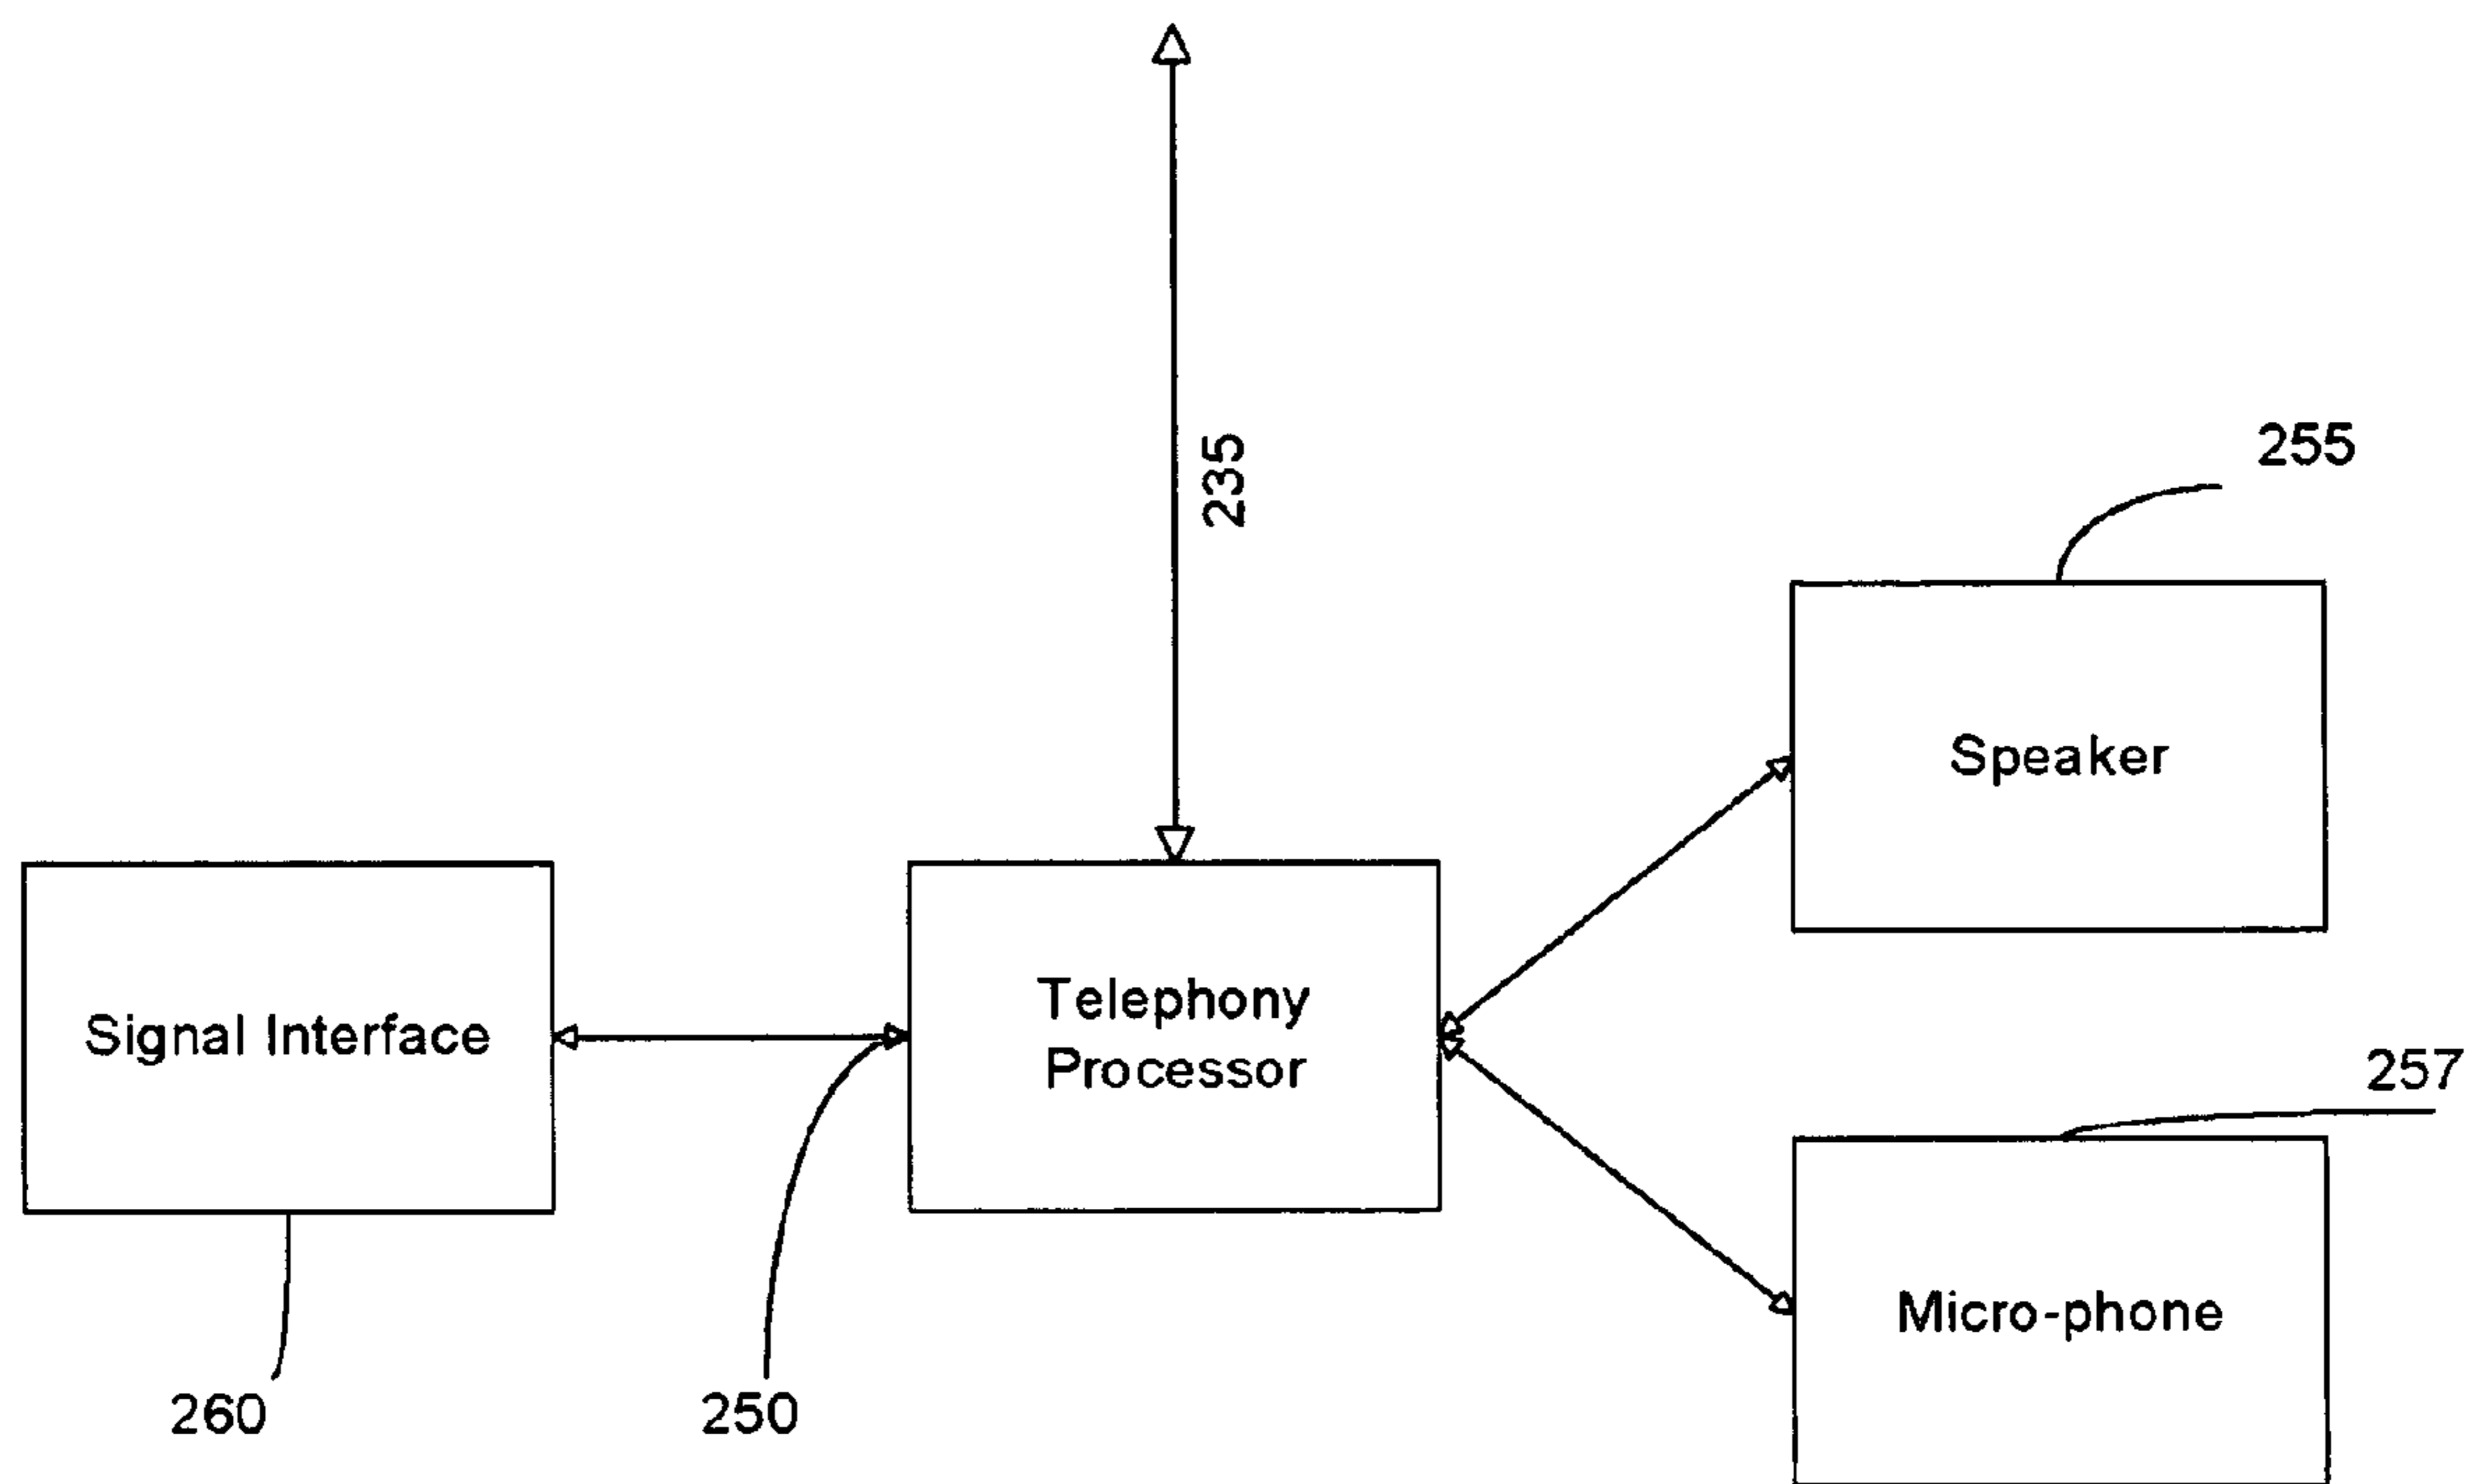 235
255
Speaker
Signal Interface
Telephony
Processor
257
Micro-phone
260
250